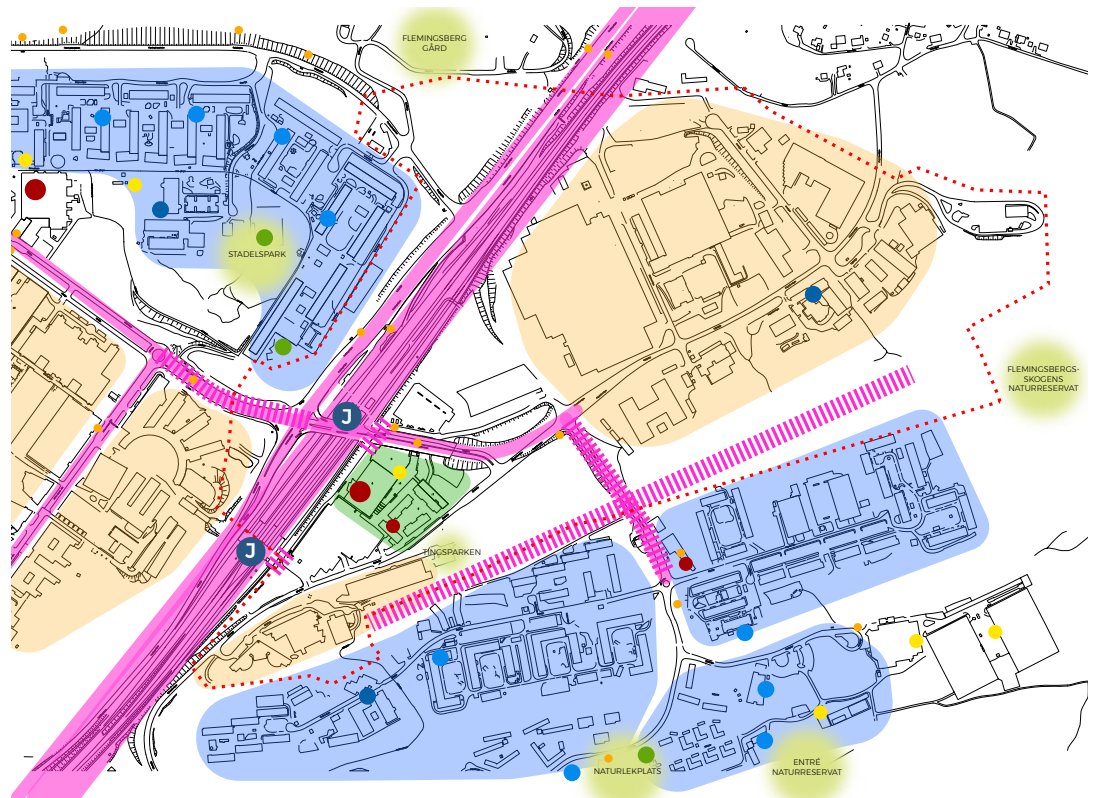 FLEMINGSBERG
GÅRD
STADELSPARK
FLEMINGSBERGS-
SKOGENS
NATURRESERVAT
J
J
TINGSPARKEN
NATURLEKPLATS
ENTRÉ
NATURRESERVAT